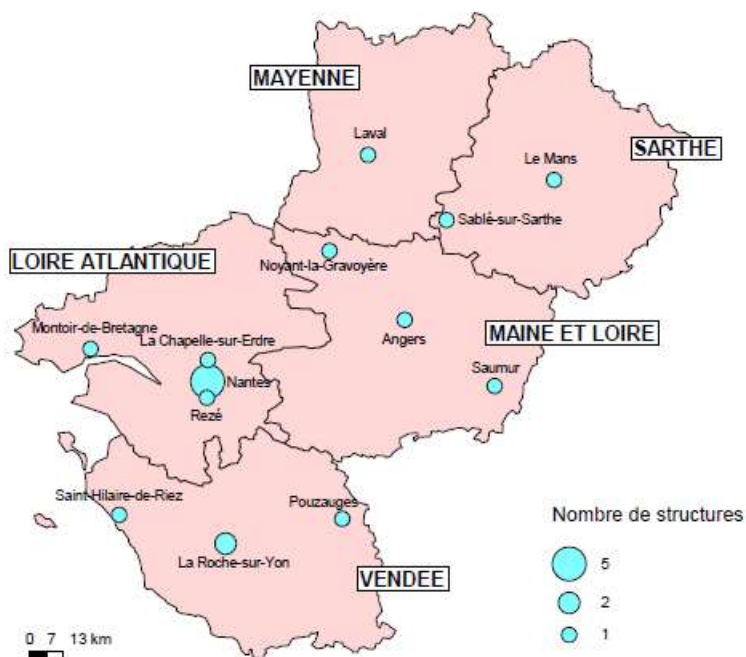 MAYENNE
Laval
Le Mans
SARTHE
Sablé-sur-Sarthe
LOIRE ATLANTIQUE
Noyant-la-Gravoyère
Montoir-de-Bretagne
La Chapelle-sur-Erdre
Angers
MAINE ET LOIRE
Nantes
Saumur
Rezé
Saint-Hilaire-de-Riez
Pouzauges
Nombre de structures
La Roche-sur-Yon
5
VENDEE
2
0 7 13 km
1